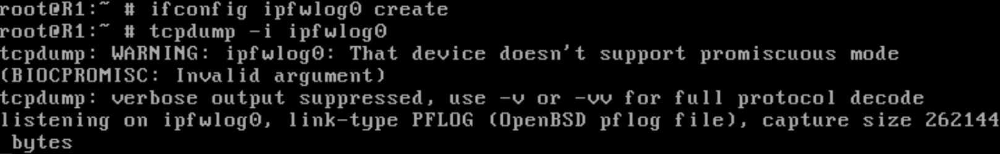 root@R1:~ # ifconfig ipfwlog0 create
root@R1:~ # tcpdump -i ipfwlog0
tcpdump: WARNING: ipfwlog0: That device doesn't support promiscuous mode
(BIOCPROMISC: Invalid argument)
tcpdump: verbose output suppressed, use -v or -vv for full protocol decode
listening on ipfwlog0, link-type PFLOG (OpenBSD pflog file), capture size 262144
 bytes